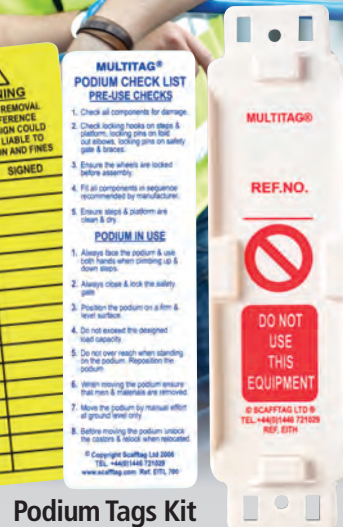 NING
REMOVAL
FERENCE
IGN COULD
LIABLE TO
ON AND FINES
SIGNED
MULTITAG®
PODIUM CHECK LIST
PRE-USE CHECKS
1. Check all components for damage.
2. Check locking hooks on steps &
platform, locking pins on fold
out elbows, locking pins on safety
gate & braces.
3. Ensure the wheels are locked
before assembly.
4. Fit all components in sequence
recommended by manufacturer.
5. Ensure steps & platform are
clean & dry.
PODIUM IN USE
1. Always face the podium & use
both hands when climbing up &
down steps.
2. Always close & lock the safety
gate
3. Position the podium on a firm &
level surface.
4. Do not exceed the designed
load capacity.
5. Do not over reach when standing
on the podium. Reposition the
podium.
6. When moving the podium ensure
that men & materials are removed.
7. Move the podium by manual effort
at ground level only.
8. Before moving the podium unlock
the castors & relock when relocated.
© Copyright Scafftag Ltd 2008
TEL. +44(0)1446 721029
www.scafftag.com Ref. EITL 700
MULTITAG®
REF.NO.
DO NOT
USE
THIS
EQUIPMENT
© SCAFFTAG LTD ®
TEL.+44(0)1446 721029
REF. EITH
Podium Tags Kit